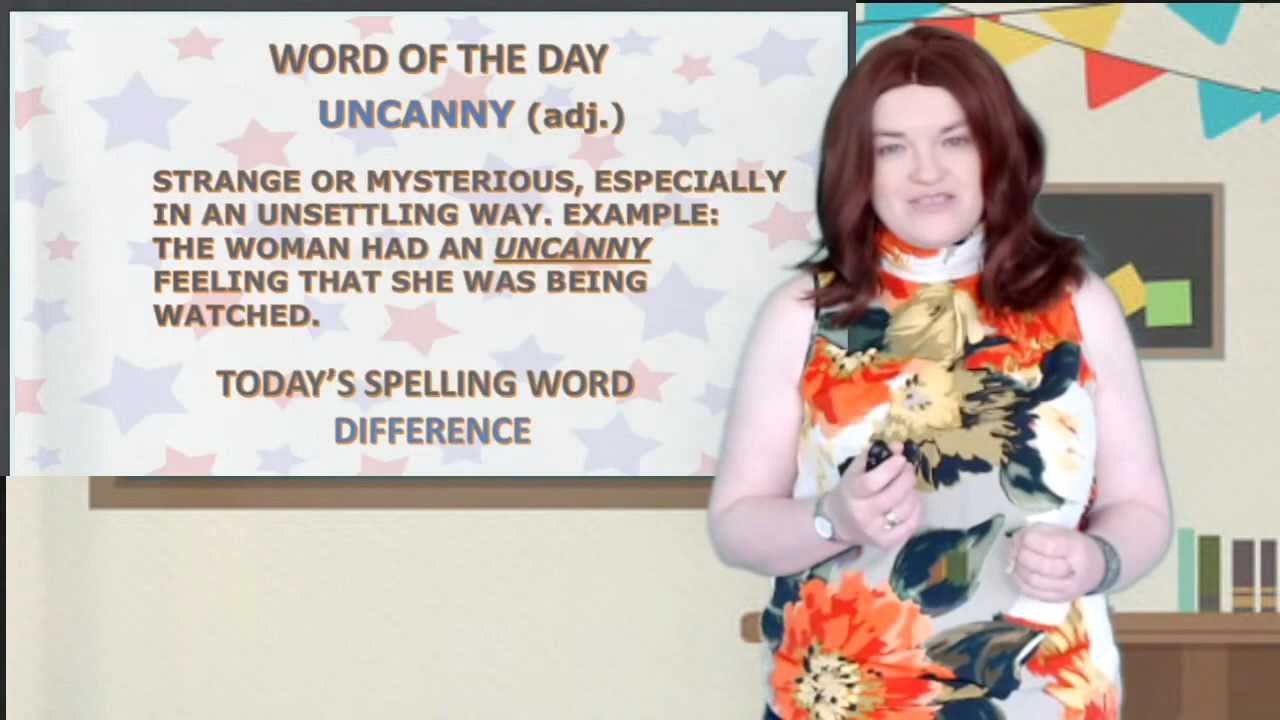 WORD OF THE DAY
UNCANNY (adj.)
STRANGE OR MYSTERIOUS, ESPECIALLY
IN AN UNSETTLING WAY. EXAMPLE:
THE WOMAN HAD AN UNCANNY
FEELING THAT SHE WAS BEING
WATCHED.
TODAY’S SPELLING WORD
DIFFERENCE